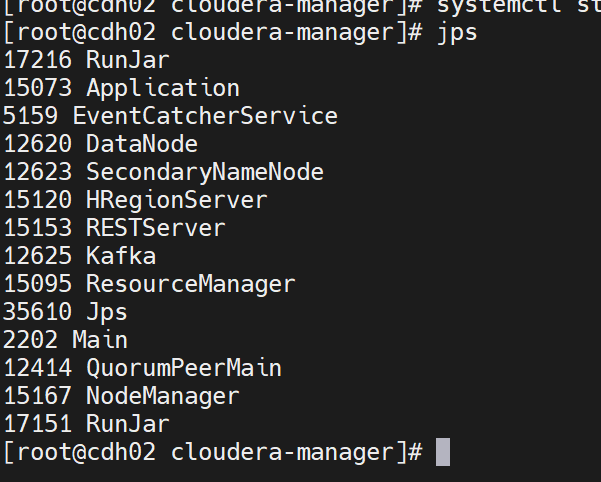 [root@cdh02 cloudera-manager]# systemctl st
[root@cdh02 cloudera-manager]# jps
17216 RunJar
15073 Application
5159 EventCatcherService
12620 DataNode
12623 SecondaryNameNode
15120 HRegionServer
15153 RESTServer
12625 Kafka
15095 ResourceManager
35610 Jps
2202 Main
12414 QuorumPeerMain
15167 NodeManager
17151 RunJar
[root@cdh02 cloudera-manager]#